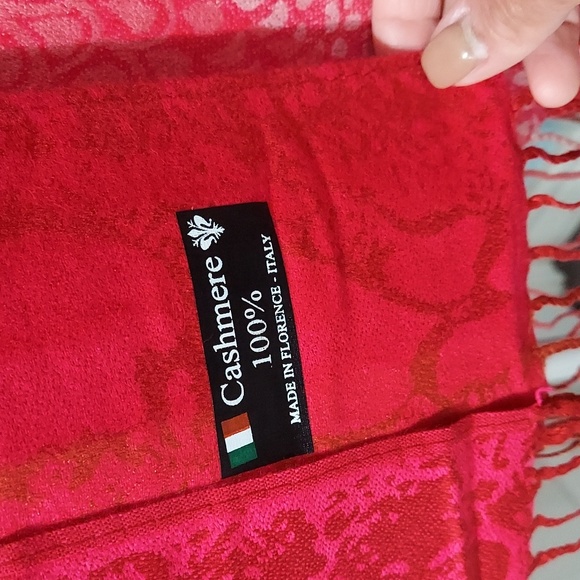 Cashmere
100%
MADE IN FLORENCE - ITALY